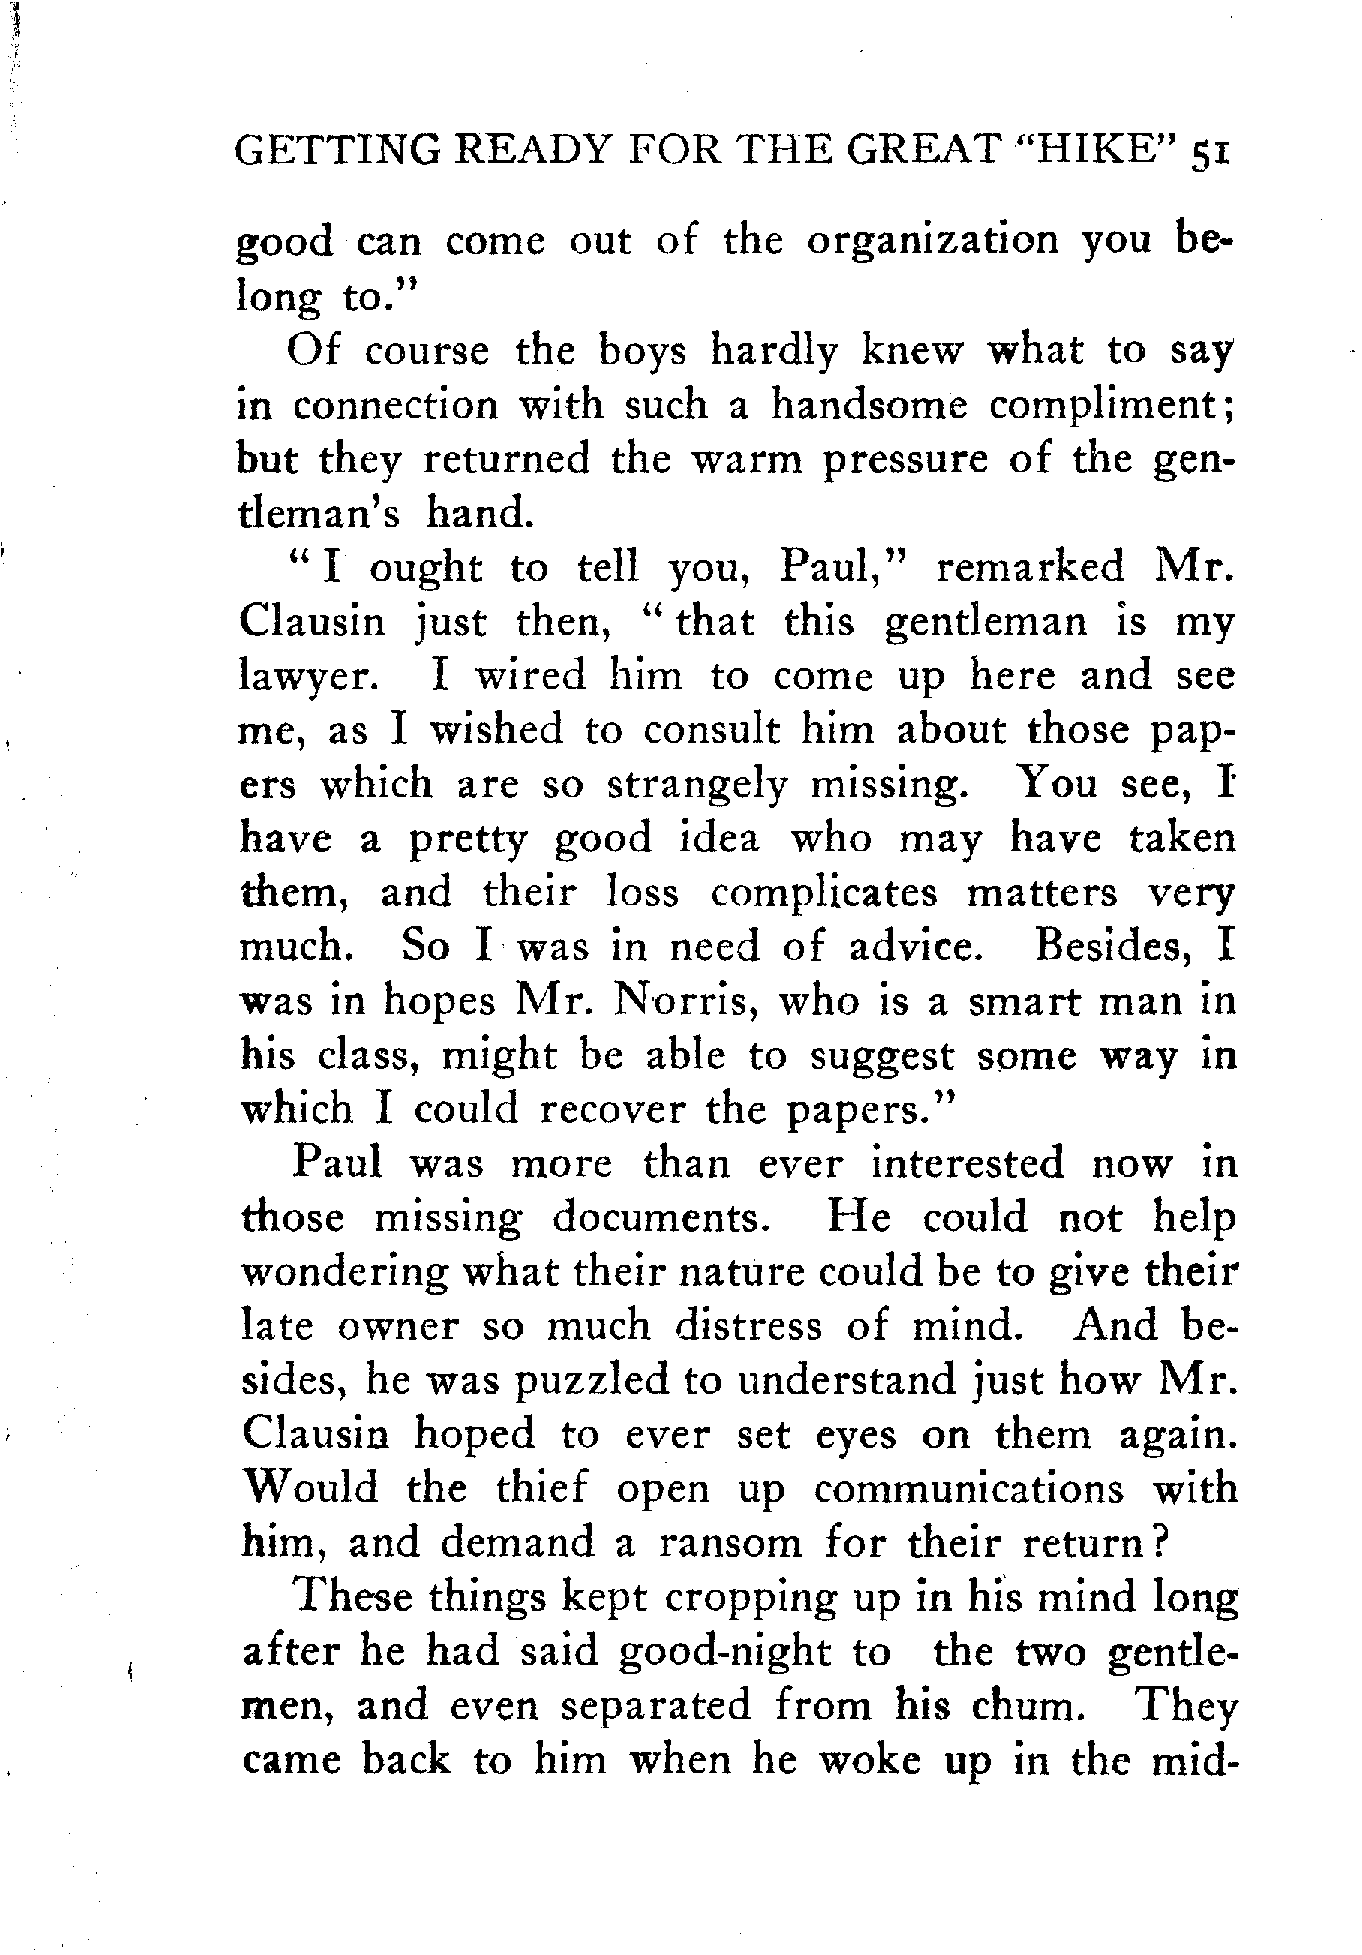 GETTING READY FOR THE GREAT "HIKE" 51
good can come out of the organization you be-
long to."
Of course the boys hardly knew what to say
in connection with such a handsome compliment;
but they returned the warm pressure of the gen-
tleman's hand.
" I ought to tell you, Paul," remarked Mr.
Clausin just then, " that this gentleman is my
lawyer. I wired him to come up here and see
me, as I wished to consult him about those pap-
ers which are so strangely missing. You see, I
have a pretty good idea who may have taken
them, and their loss complicates matters very
much. So I was in need of advice. Besides, I
was in hopes Mr. Norris, who is a smart man in
his class, might be able to suggest some way in
which I could recover the papers."
Paul was more than ever interested now in
those missing documents. He could not help
wondering what their nature could be to give their
late owner so much distress of mind. And be-
sides, he was puzzled to understand just how Mr.
Clausin hoped to ever set eyes on them again.
Would the thief open up communications with
him, and demand a ransom for their return?
These things kept cropping up in his mind long
after he had said good-night to the two gentle-
men, and even separated from his chum. They
came back to him when he woke up in the mid-